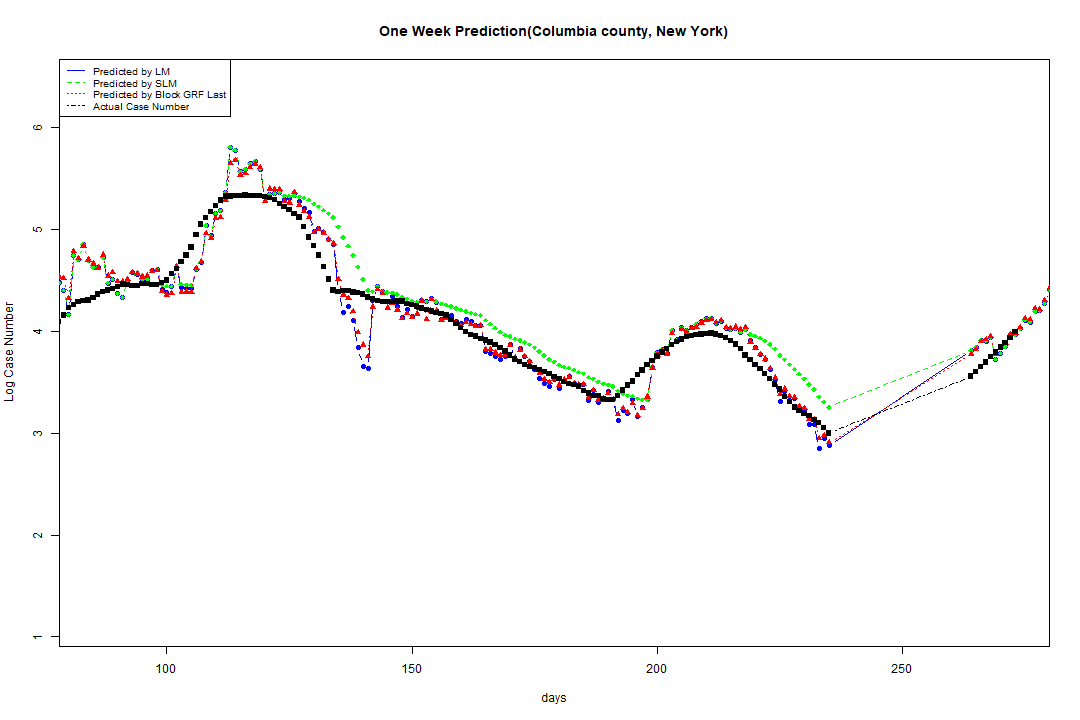 One Week Prediction(Columbia county, New York)
Predicted by LM
Predicted by SLM
Predicted by Block GRF Last
Actual Case Number
Log Case Number
6
5
4
3
2
1
100 150 200 250
days